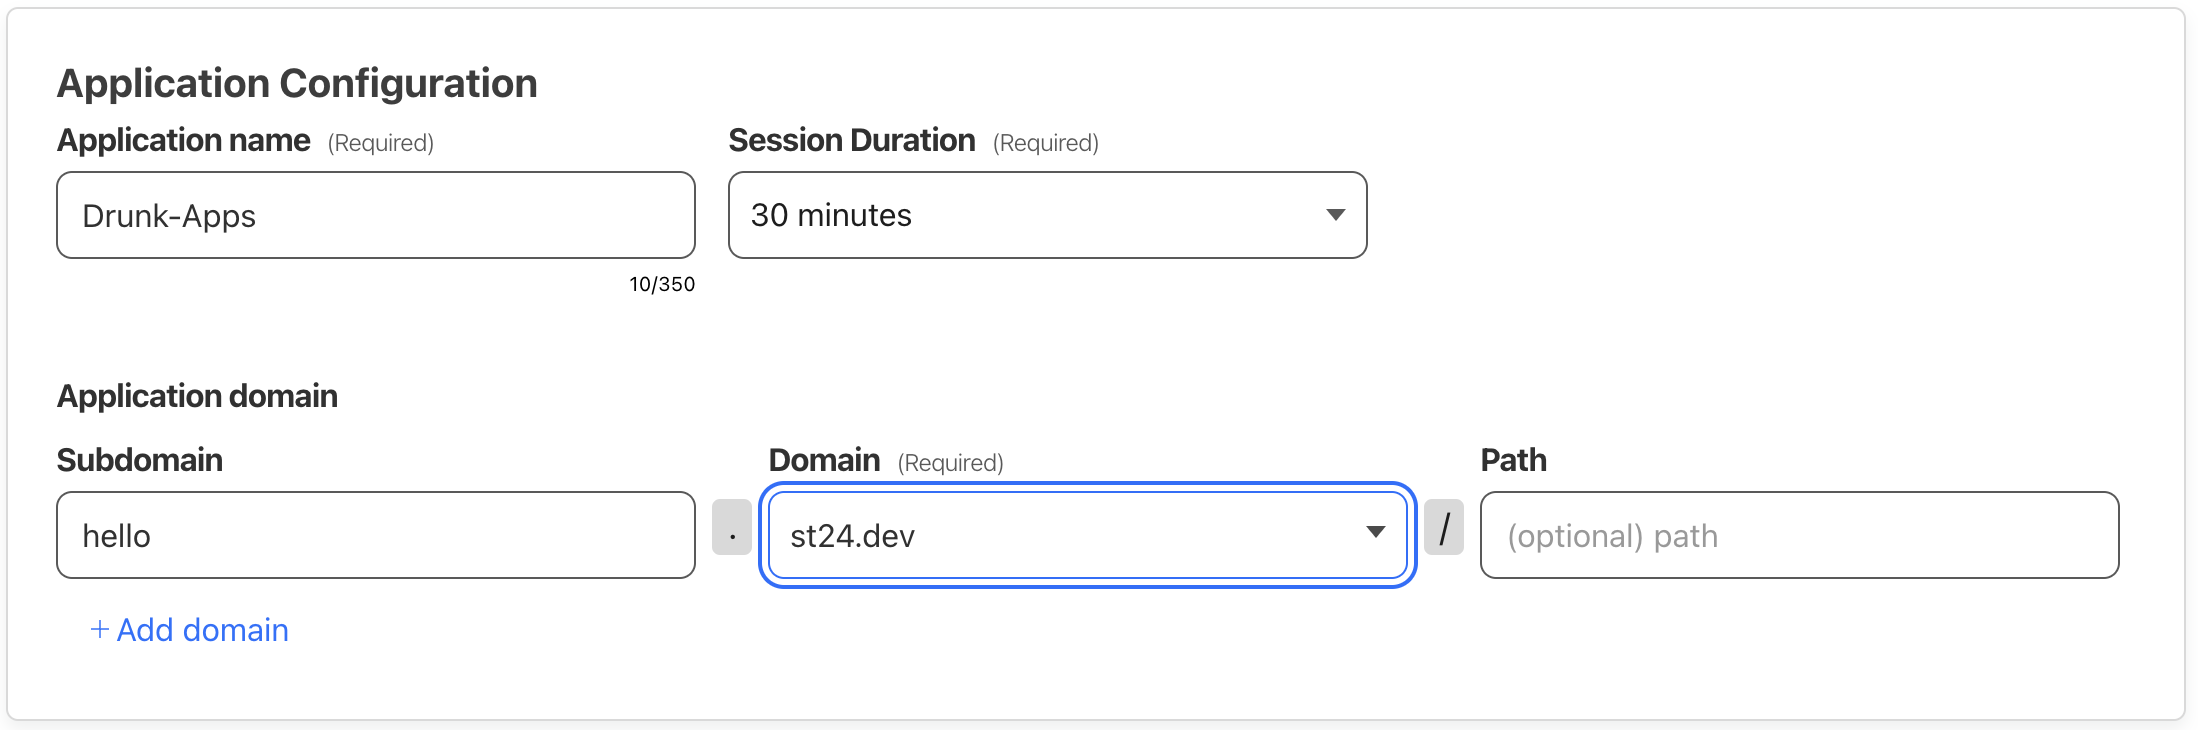 Application Configuration
Application name (Required) Session Duration (Required)
Drunk-Apps 30 minutes
10/350
Application domain
Subdomain Domain (Required) Path
hello . st24.dev / (optional) path
+ Add domain